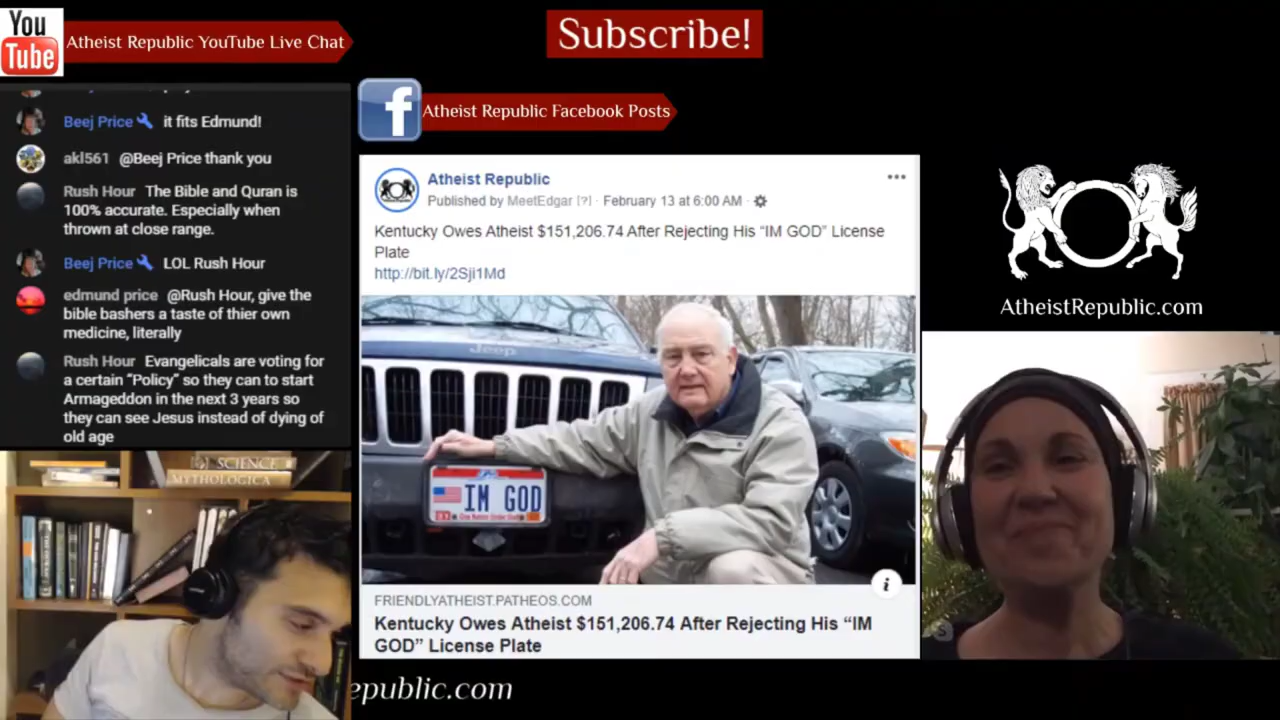 You
Tube
Atheist Republic YouTube Live Chat
Subscribe!
Beej Price it fits Edmund!
akl561 @Beej Price thank you
Rush Hour The Bible and Quran is
100% accurate. Especially when
thrown at close range.
Beej Price LOL Rush Hour
edmund price @Rush Hour, give the
bible bashers a taste of thier own
medicine, literally
Rush Hour Evangelicals are voting for
a certain "Policy" so they can to start
Armageddon in the next 3 years so
they can see Jesus instead of dying of
old age
f
Atheist Republic Facebook Posts
Atheist Republic
Published by MeetEdgar [?] · February 13 at 6:00 AM ·
Kentucky Owes Atheist $151,206.74 After Rejecting His “IM GOD” License
Plate
http://bit.ly/2Sji1Md
Jeep
IM GOD
i
FRIENDLYATHEIST.PATHEOS.COM
Kentucky Owes Atheist $151,206.74 After Rejecting His “IM
GOD” License Plate
AtheistRepublic.com
SCIENCE
MYTHOLOGICA
S
epublic.com